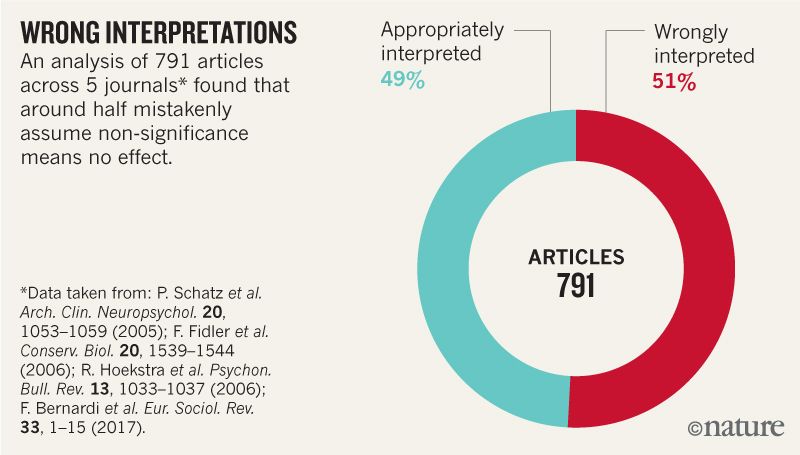 WRONG INTERPRETATIONS
An analysis of 791 articles
across 5 journals* found that
around half mistakenly
assume non-significance
means no effect.
Appropriately
interpreted
49%
Wrongly
interpreted
51%
ARTICLES
791
*Data taken from: P. Schatz et al.
Arch. Clin. Neuropsychol. 20,
1053–1059 (2005); F. Fidler et al.
Conserv. Biol. 20, 1539–1544
(2006); R. Hoekstra et al. Psychon.
Bull. Rev. 13, 1033–1037 (2006);
F. Bernardi et al. Eur. Sociol. Rev.
33, 1–15 (2017).
©nature